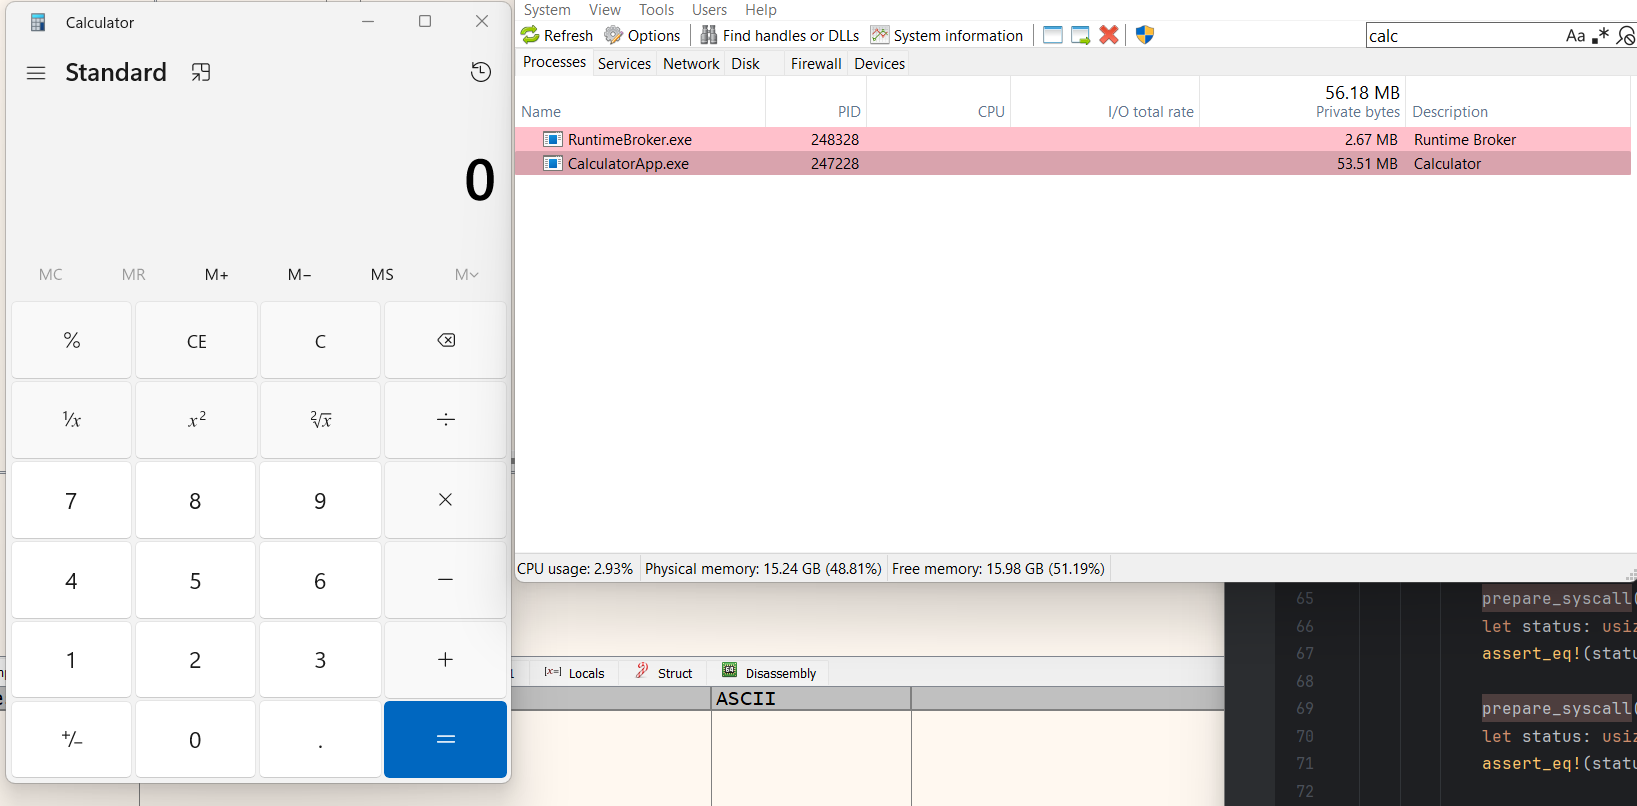 Calculator
Standard
0
MC MR M+ M− MS M
% CE C
⅟x x² ²√x ÷
7 8 9 ×
4 5 6 −
1 2 3 +
+/− 0 . =
System View Tools Users Help
Refresh Options Find handles or DLLs System information calc Aa .*
Processes Services Network Disk Firewall Devices
56.18 MB
Name PID CPU I/O total rate Private bytes Description
RuntimeBroker.exe 248328 2.67 MB Runtime Broker
CalculatorApp.exe 247228 53.51 MB Calculator
CPU usage: 2.93% Physical memory: 15.24 GB (48.81%) Free memory: 15.98 GB (51.19%)
[x=] Locals Struct Disassembly
ASCII
65 prepare_syscall(
66 let status: usiz
67 assert_eq!(statu
68
69 prepare_syscall(
70 let status: usiz
71 assert_eq!(statu
72